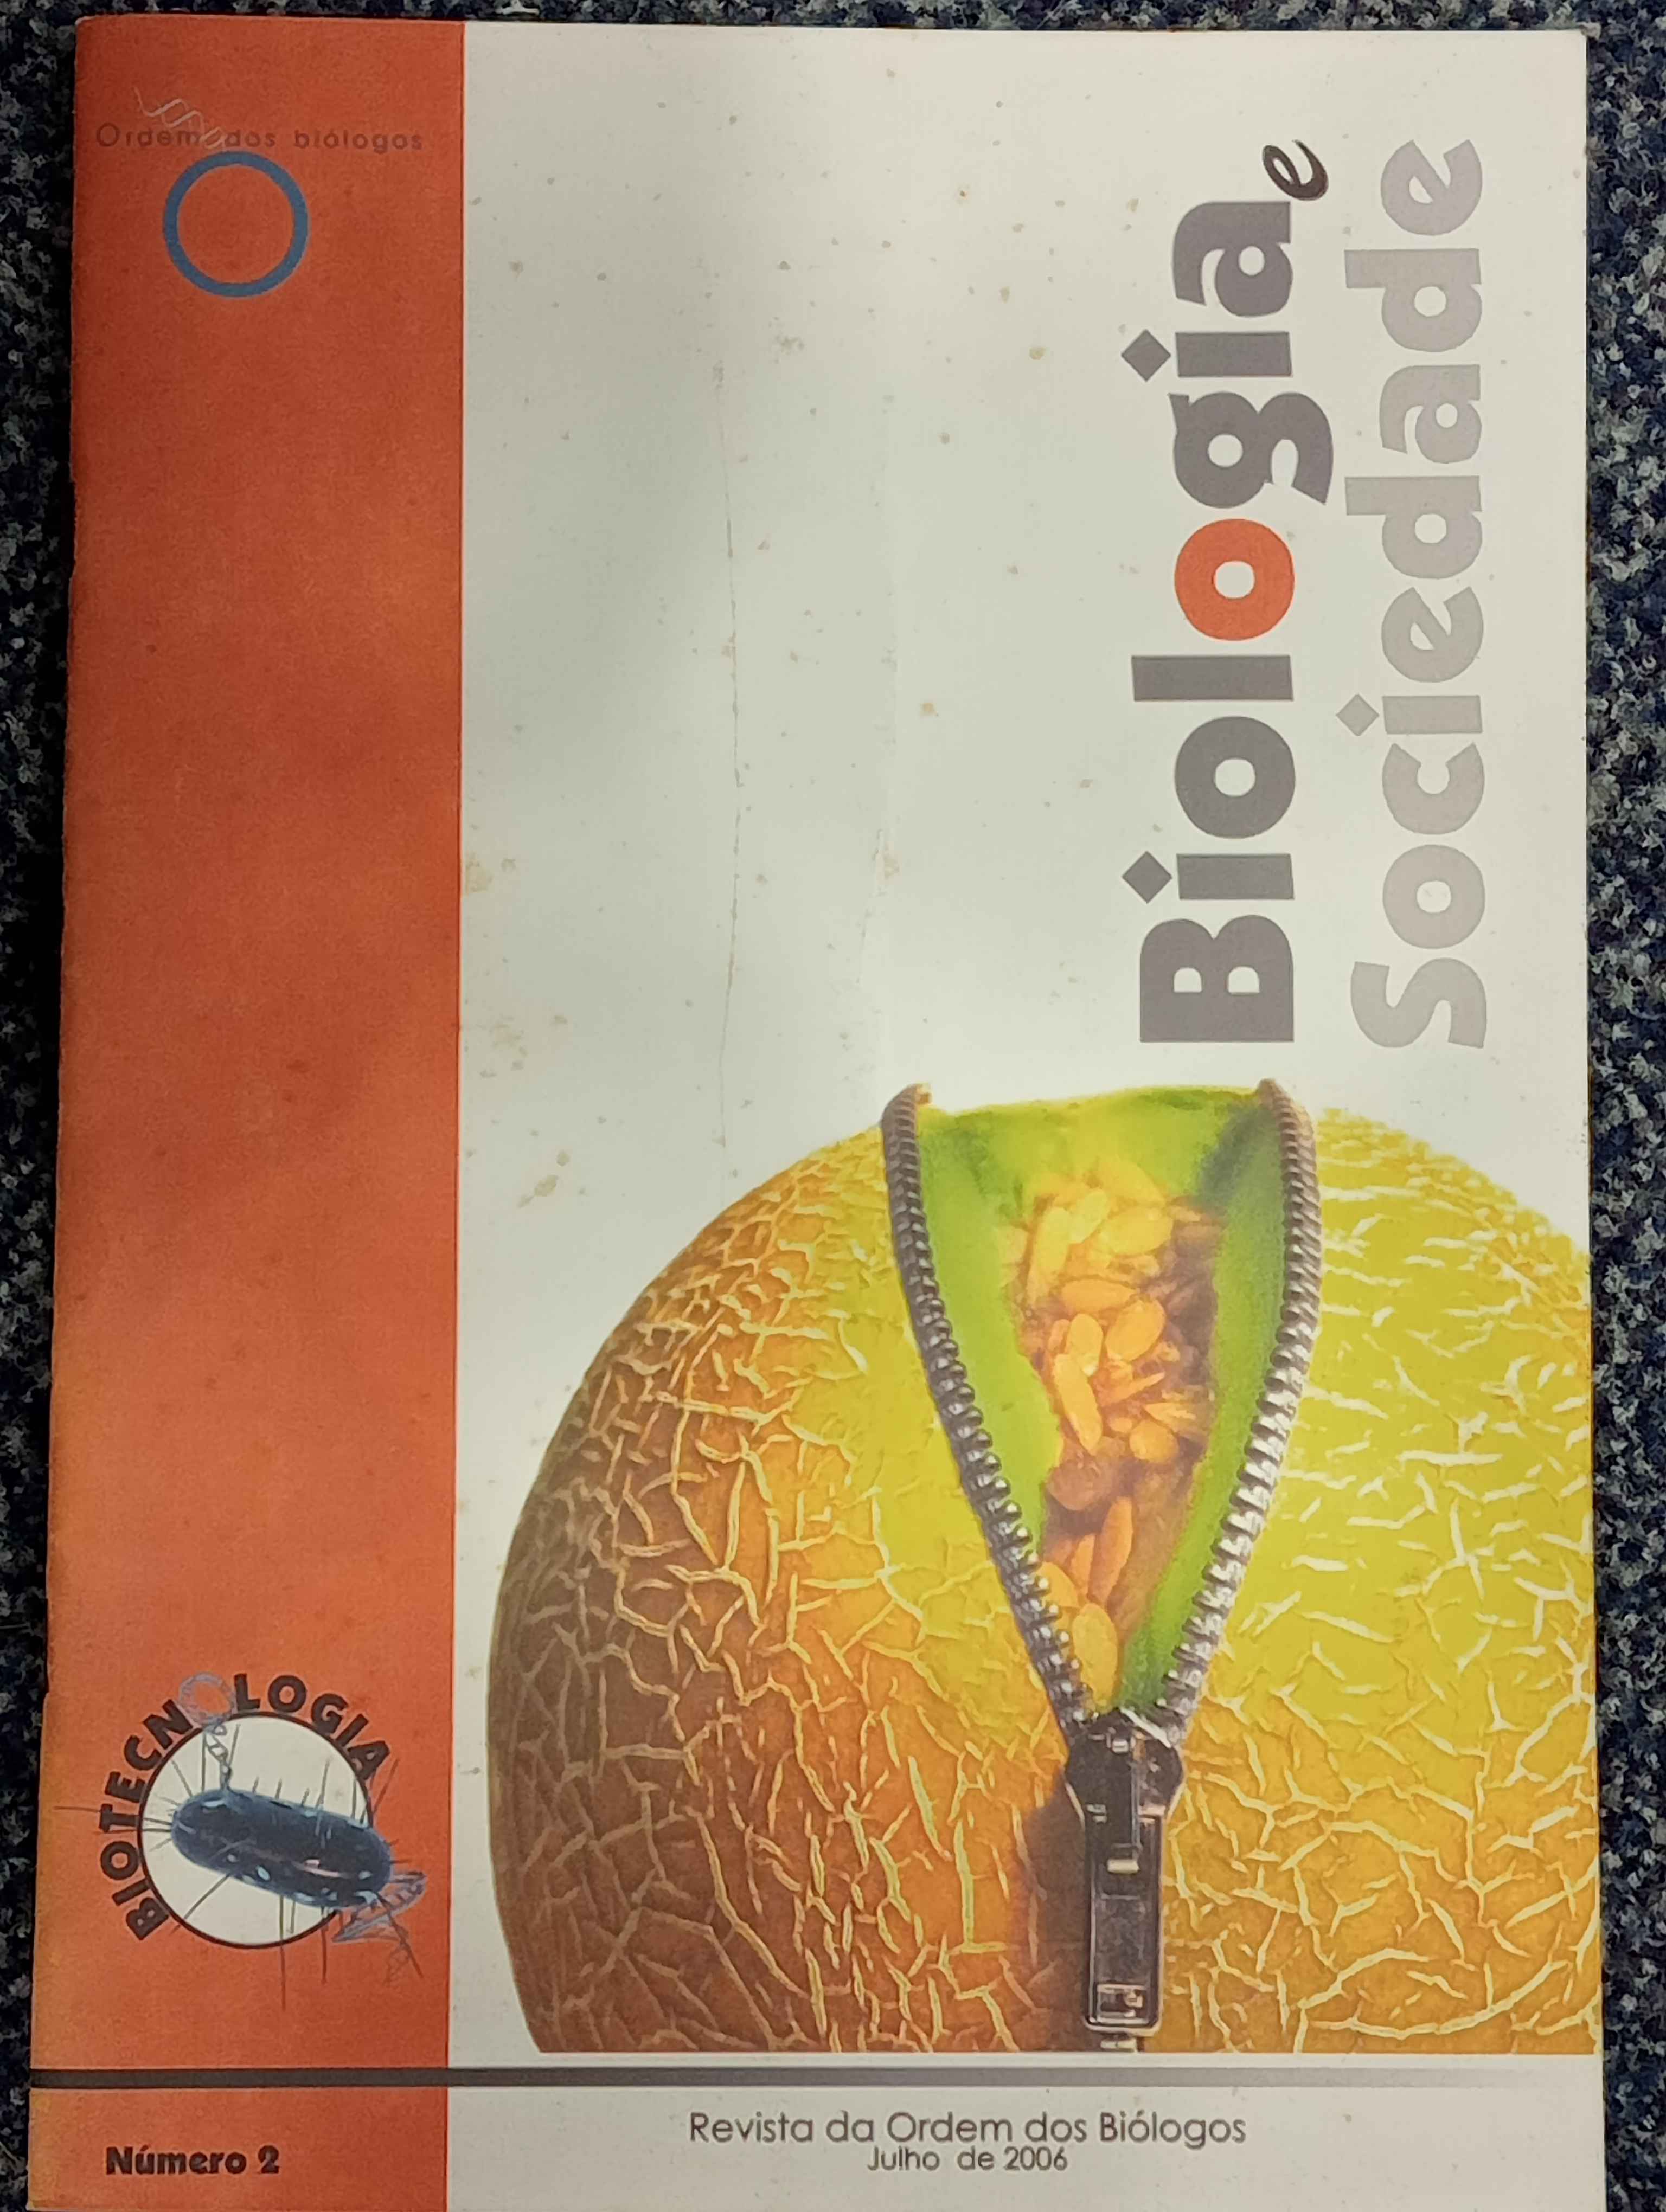 Ordem dos biólogos
Biologia e
Sociedade
BIOTECNOLOGIA
Número 2
Revista da Ordem dos Biólogos
Julho de 2006